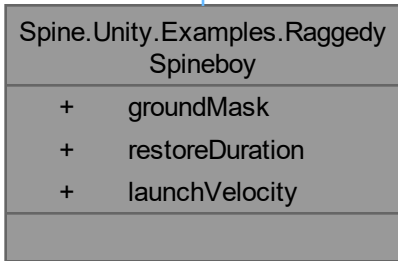 Spine.Unity.Examples.Raggedy
Spineboy
+ groundMask
+ restoreDuration
+ launchVelocity